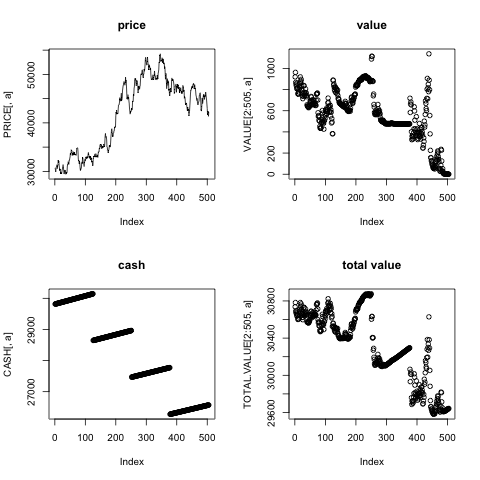 price
PRICE[, a]
30000 40000 50000
0 100 200 300 400 500
Index
value
VALUE[2:505, a]
0 200 600 1000
0 100 200 300 400 500
Index
cash
CASH[, a]
27000 29000
0 100 200 300 400 500
Index
total value
TOTAL.VALUE[2:505, a]
29600 30000 30400 30800
0 100 200 300 400 500
Index